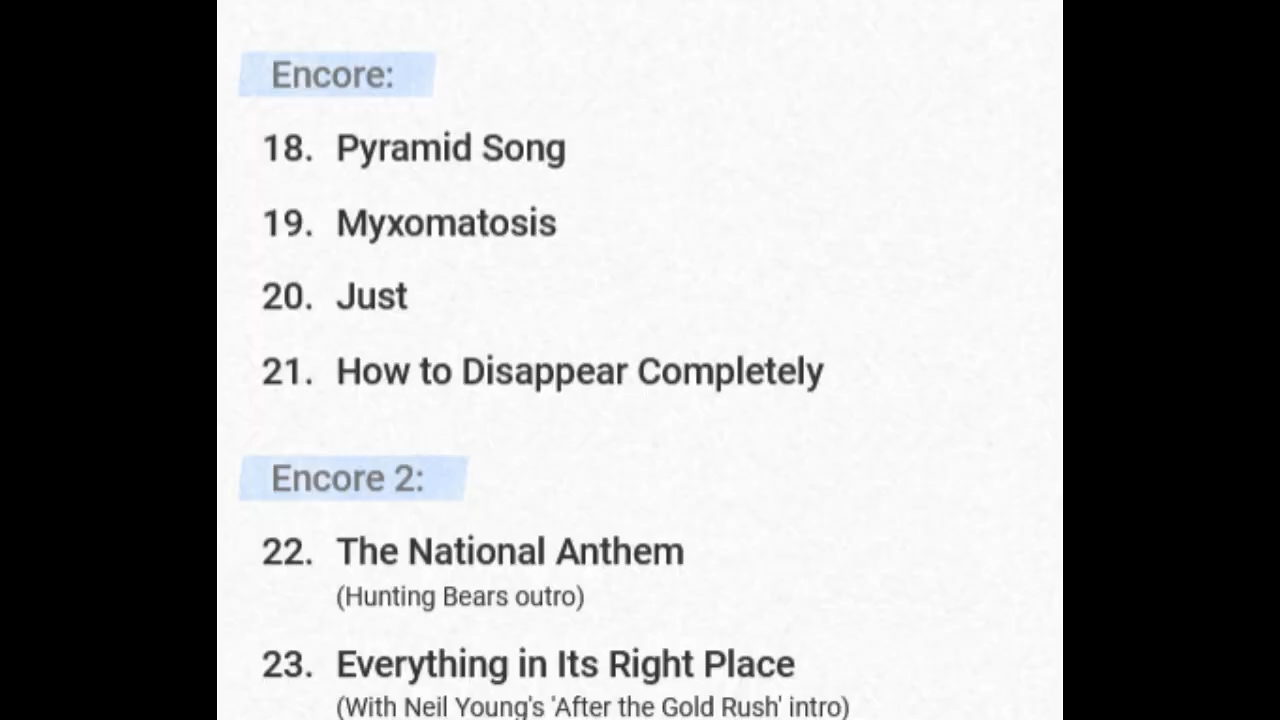 Encore:
18. Pyramid Song
19. Myxomatosis
20. Just
21. How to Disappear Completely
Encore 2:
22. The National Anthem
(Hunting Bears outro)
23. Everything in Its Right Place
(With Neil Young's 'After the Gold Rush' intro)